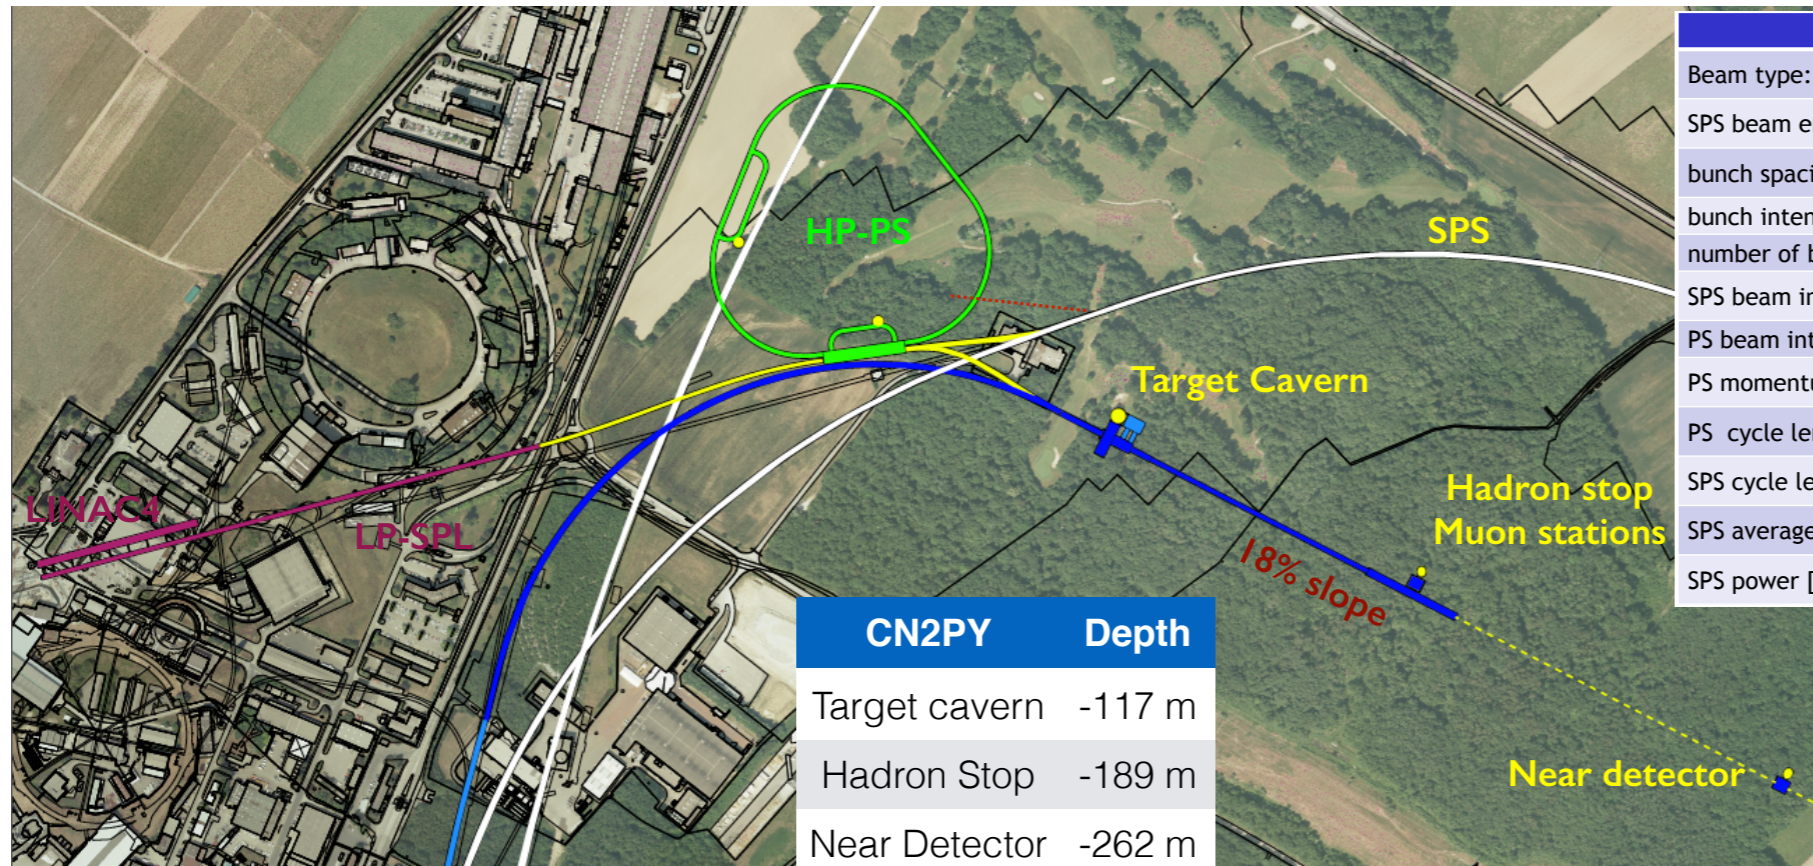 HP-PS
SPS
Target Cavern
Hadron stop
Muon stations
LINAC4
LP-SPL
18% slope
Near detector
CN2PY Depth
Target cavern -117 m
Hadron Stop -189 m
Near Detector -262 m
Beam type:
SPS beam e
bunch spaci
bunch inten
number of b
SPS beam in
PS beam int
PS momentu
PS cycle le
SPS cycle le
SPS average
SPS power [